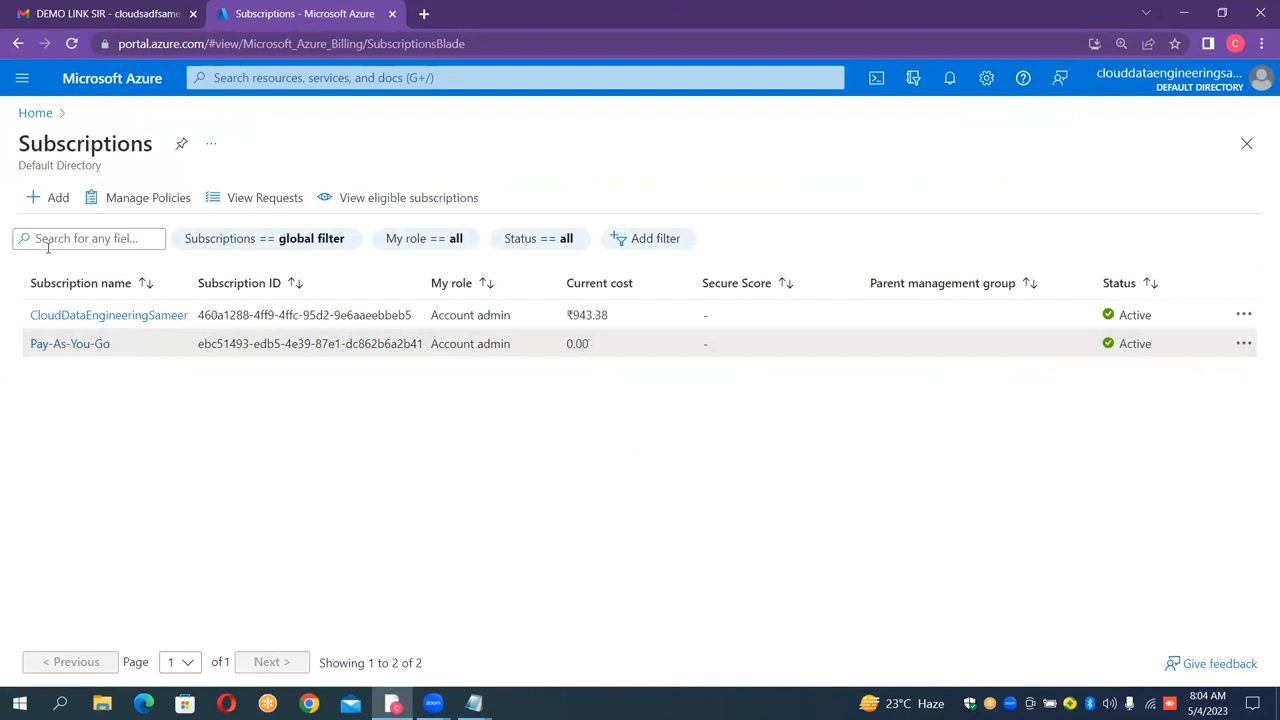 DEMO LINK SIR - cloudsadfsame
Subscriptions - Microsoft Azure
portal.azure.com/#view/Microsoft_Azure_Billing/SubscriptionsBlade
C
Microsoft Azure
Search resources, services, and docs (G+/)
clouddataengineeringsa...
DEFAULT DIRECTORY
Home
Subscriptions
...
Default Directory
Add
Manage Policies
View Requests
View eligible subscriptions
Search for any fiel...
Subscriptions == global filter
My role == all
Status == all
Add filter
Subscription name Subscription ID My role Current cost Secure Score Parent management group Status
CloudDataEngineeringSameer 460a1288-4ff9-4ffc-95d2-9e6aaeebbeb5 Account admin ₹943.38 - Active ...
Pay-As-You-Go ebc51493-edb5-4e39-87e1-dc862b6a2b41 Account admin 0.00 - Active ...
< Previous Page 1 of 1 Next > Showing 1 to 2 of 2
Give feedback
zoom
23°C Haze
8:04 AM
5/4/2023